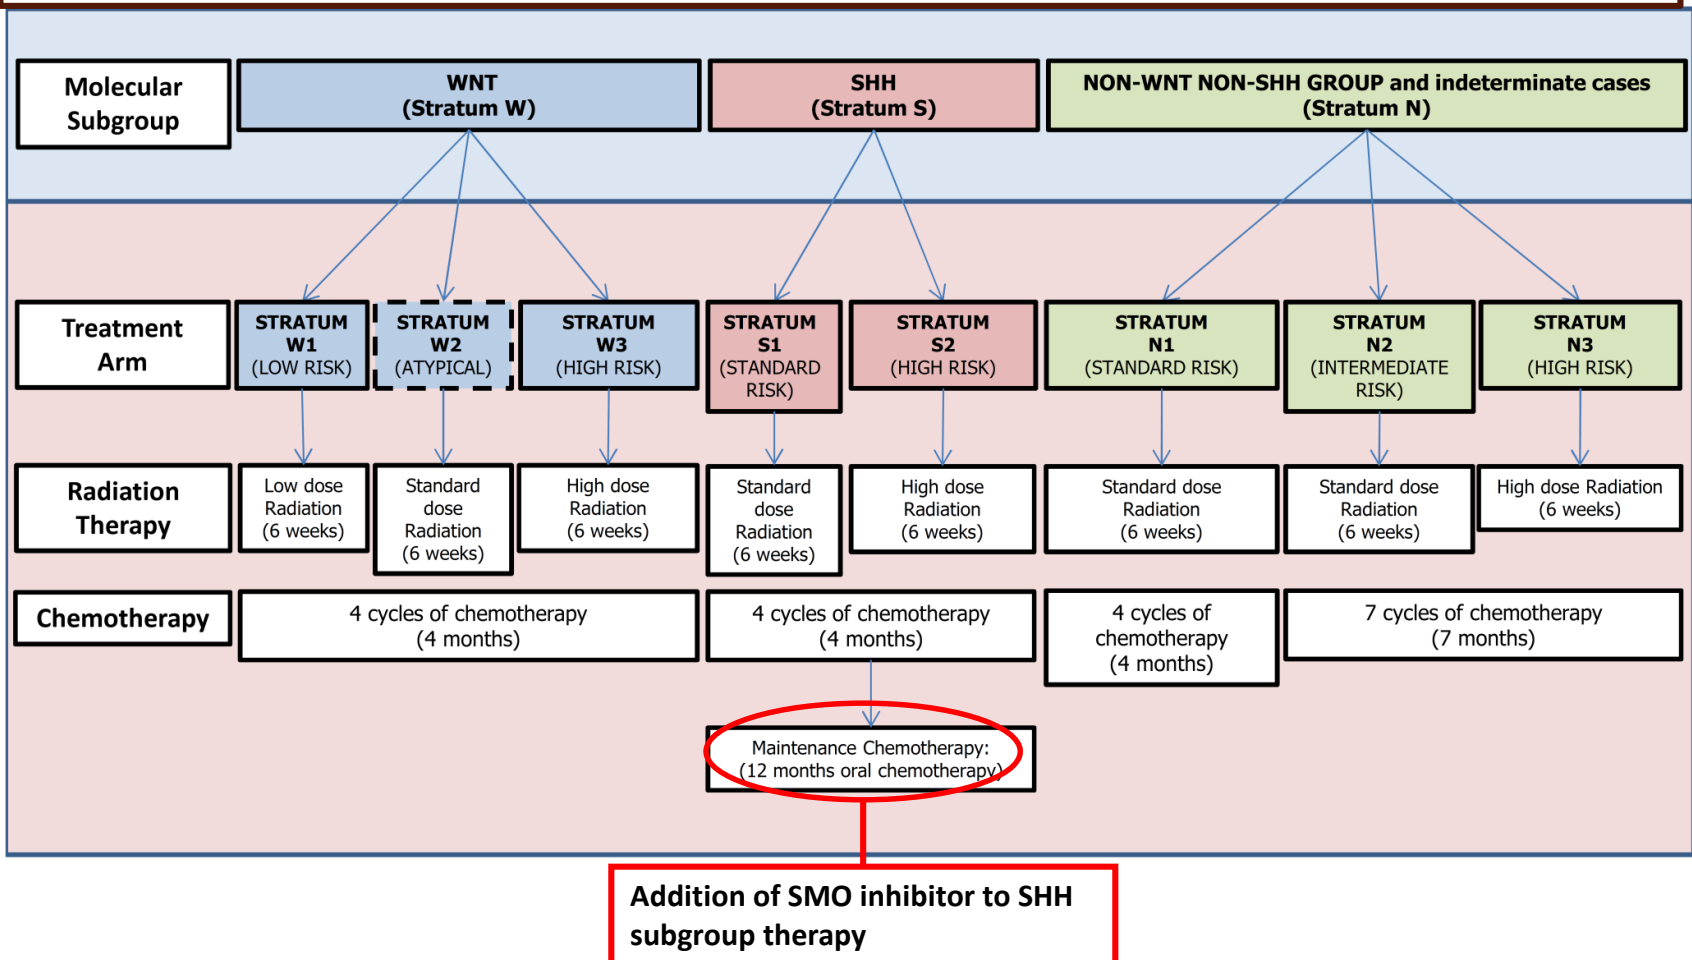 Molecular
Subgroup
WNT
(Stratum W)
SHH
(Stratum S)
NON-WNT NON-SHH GROUP and indeterminate cases
(Stratum N)
Treatment
Arm
STRATUM
W1
(LOW RISK)
STRATUM
W2
(ATYPICAL)
STRATUM
W3
(HIGH RISK)
STRATUM
S1
(STANDARD
RISK)
STRATUM
S2
(HIGH RISK)
STRATUM
N1
(STANDARD RISK)
STRATUM
N2
(INTERMEDIATE
RISK)
STRATUM
N3
(HIGH RISK)
Radiation
Therapy
Low dose
Radiation
(6 weeks)
Standard
dose
Radiation
(6 weeks)
High dose
Radiation
(6 weeks)
Standard
dose
Radiation
(6 weeks)
High dose
Radiation
(6 weeks)
Standard dose
Radiation
(6 weeks)
Standard dose
Radiation
(6 weeks)
High dose Radiation
(6 weeks)
Chemotherapy
4 cycles of chemotherapy
(4 months)
4 cycles of chemotherapy
(4 months)
4 cycles of
chemotherapy
(4 months)
7 cycles of chemotherapy
(7 months)
Maintenance Chemotherapy:
(12 months oral chemotherapy)
Addition of SMO inhibitor to SHH
subgroup therapy